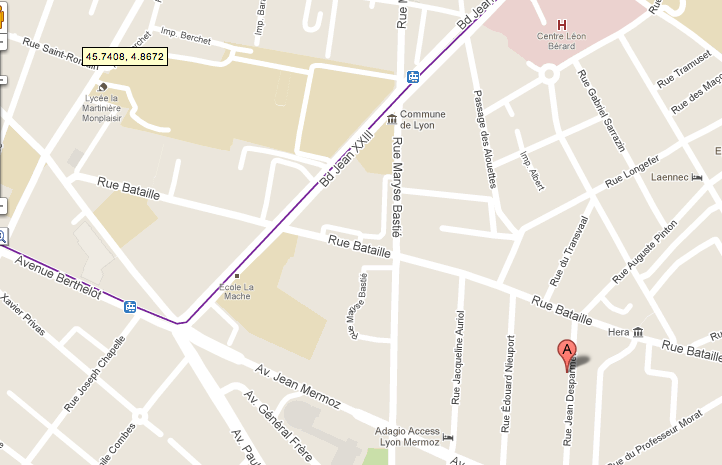 Rue Saint-Romain
Imp. Berchet
45.7408, 4.8672
Lycée la
Martinière
Monplaisir
Bd Jean
Rue M
H
Centre Léon
Bérard
Rue Tramuset
Rue des Maço
Rue Gabriel Sarrazin
Passage des Alouettes
Commune
de Lyon
Bd Jean XXIII
Rue Maryse Bastié
Imp. Albert
Rue Longefer
Laennec
E
Rue Bataille
Rue Bataille
Rue du Transvaal
Rue Auguste Pinton
Avenue Berthelot
Ecole La
Mache
Rue Maryse Bastié
Rue Bataille
Hera
Rue Bataille
Xavier Privas
Rue Joseph Chapelle
Rue Jacqueline Auriol
Rue Édouard Nieuport
A
Rue Jean Desparmet
Av. Jean Mermoz
Av. Général Frère
Adagio Access
Lyon Mermoz
Rue du Professeur Morat
Av.